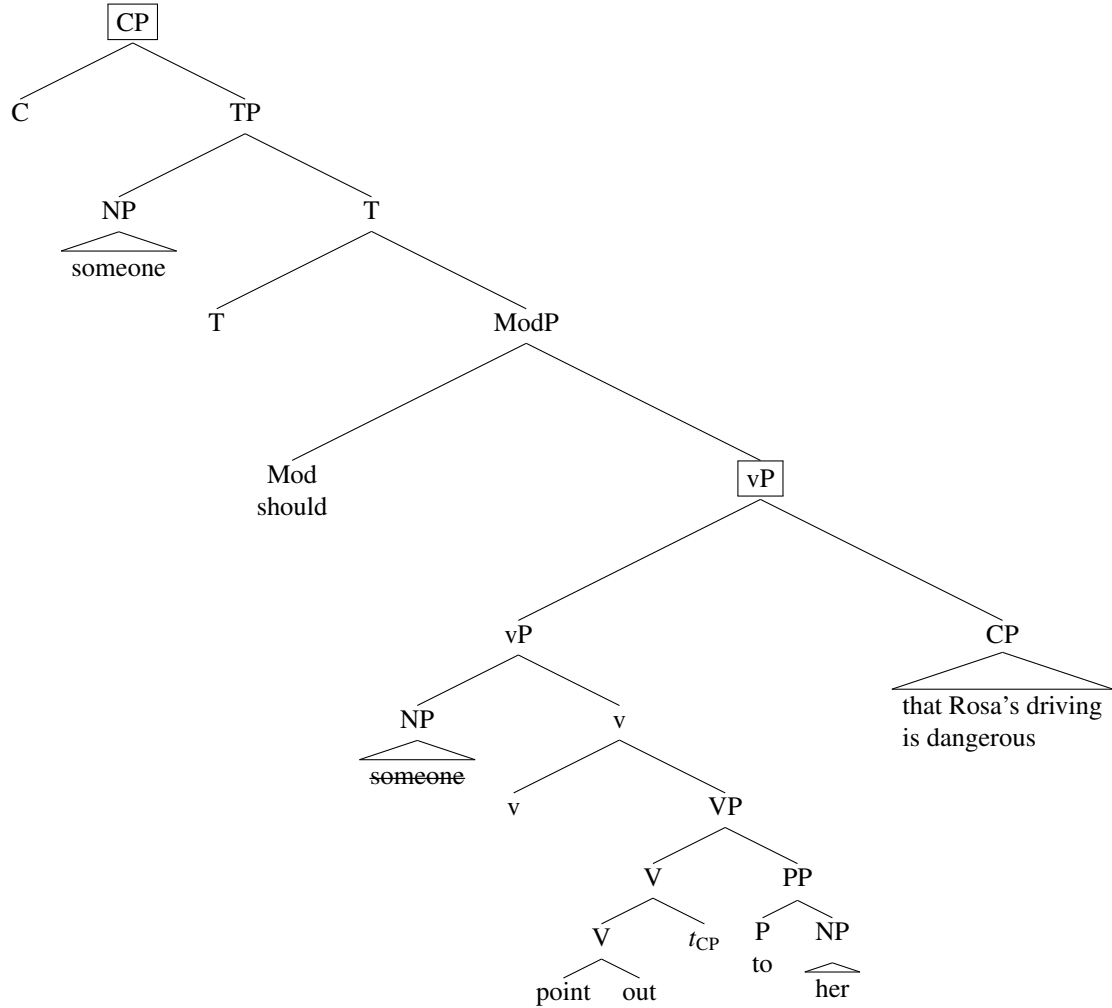 CP
C TP
NP T
someone
T ModP
Mod vP
should
vP CP
that Rosa's driving
is dangerous
NP v
someone
v VP
V PP
V tCP P NP
to
point out her